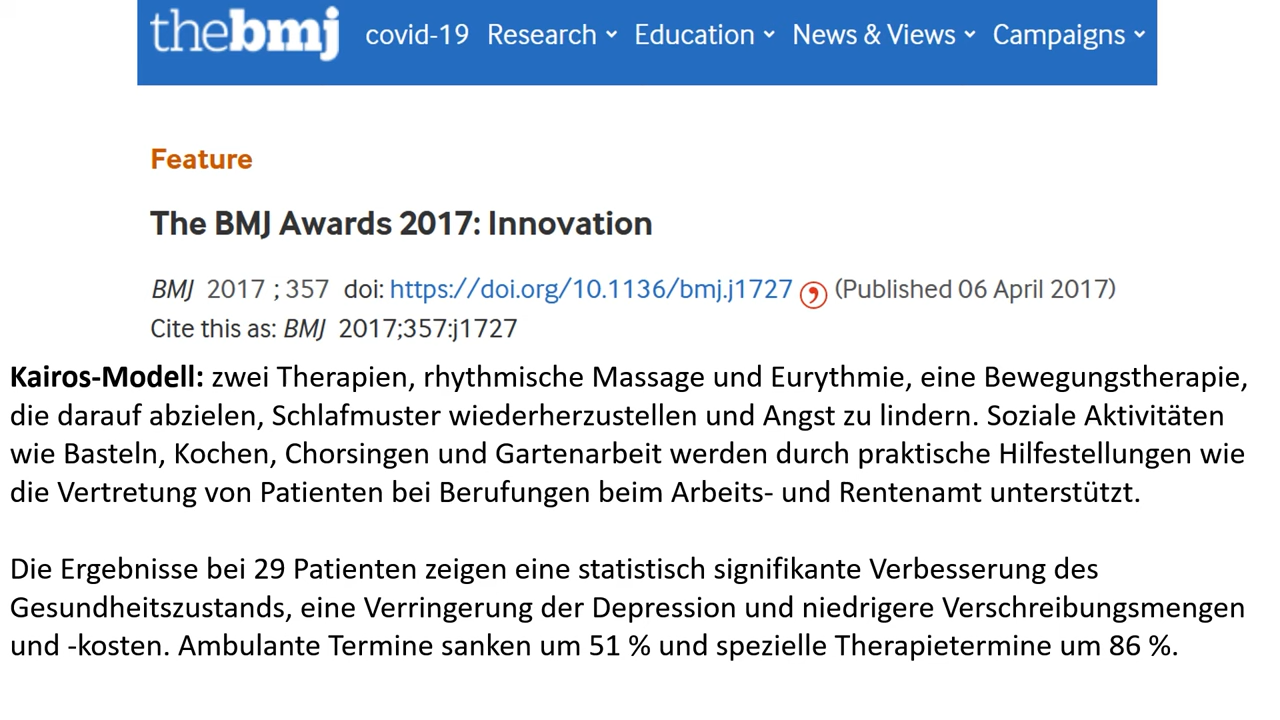 thebmj covid-19 Research Education News & Views Campaigns
Feature
The BMJ Awards 2017: Innovation
BMJ 2017 ; 357 doi: https://doi.org/10.1136/bmj.j1727 (Published 06 April 2017)
Cite this as: BMJ 2017;357:j1727
Kairos-Modell: zwei Therapien, rhythmische Massage und Eurythmie, eine Bewegungstherapie,
die darauf abzielen, Schlafmuster wiederherzustellen und Angst zu lindern. Soziale Aktivitäten
wie Basteln, Kochen, Chorsingen und Gartenarbeit werden durch praktische Hilfestellungen wie
die Vertretung von Patienten bei Berufungen beim Arbeits- und Rentenamt unterstützt.
Die Ergebnisse bei 29 Patienten zeigen eine statistisch signifikante Verbesserung des
Gesundheitszustands, eine Verringerung der Depression und niedrigere Verschreibungsmengen
und -kosten. Ambulante Termine sanken um 51 % und spezielle Therapietermine um 86 %.